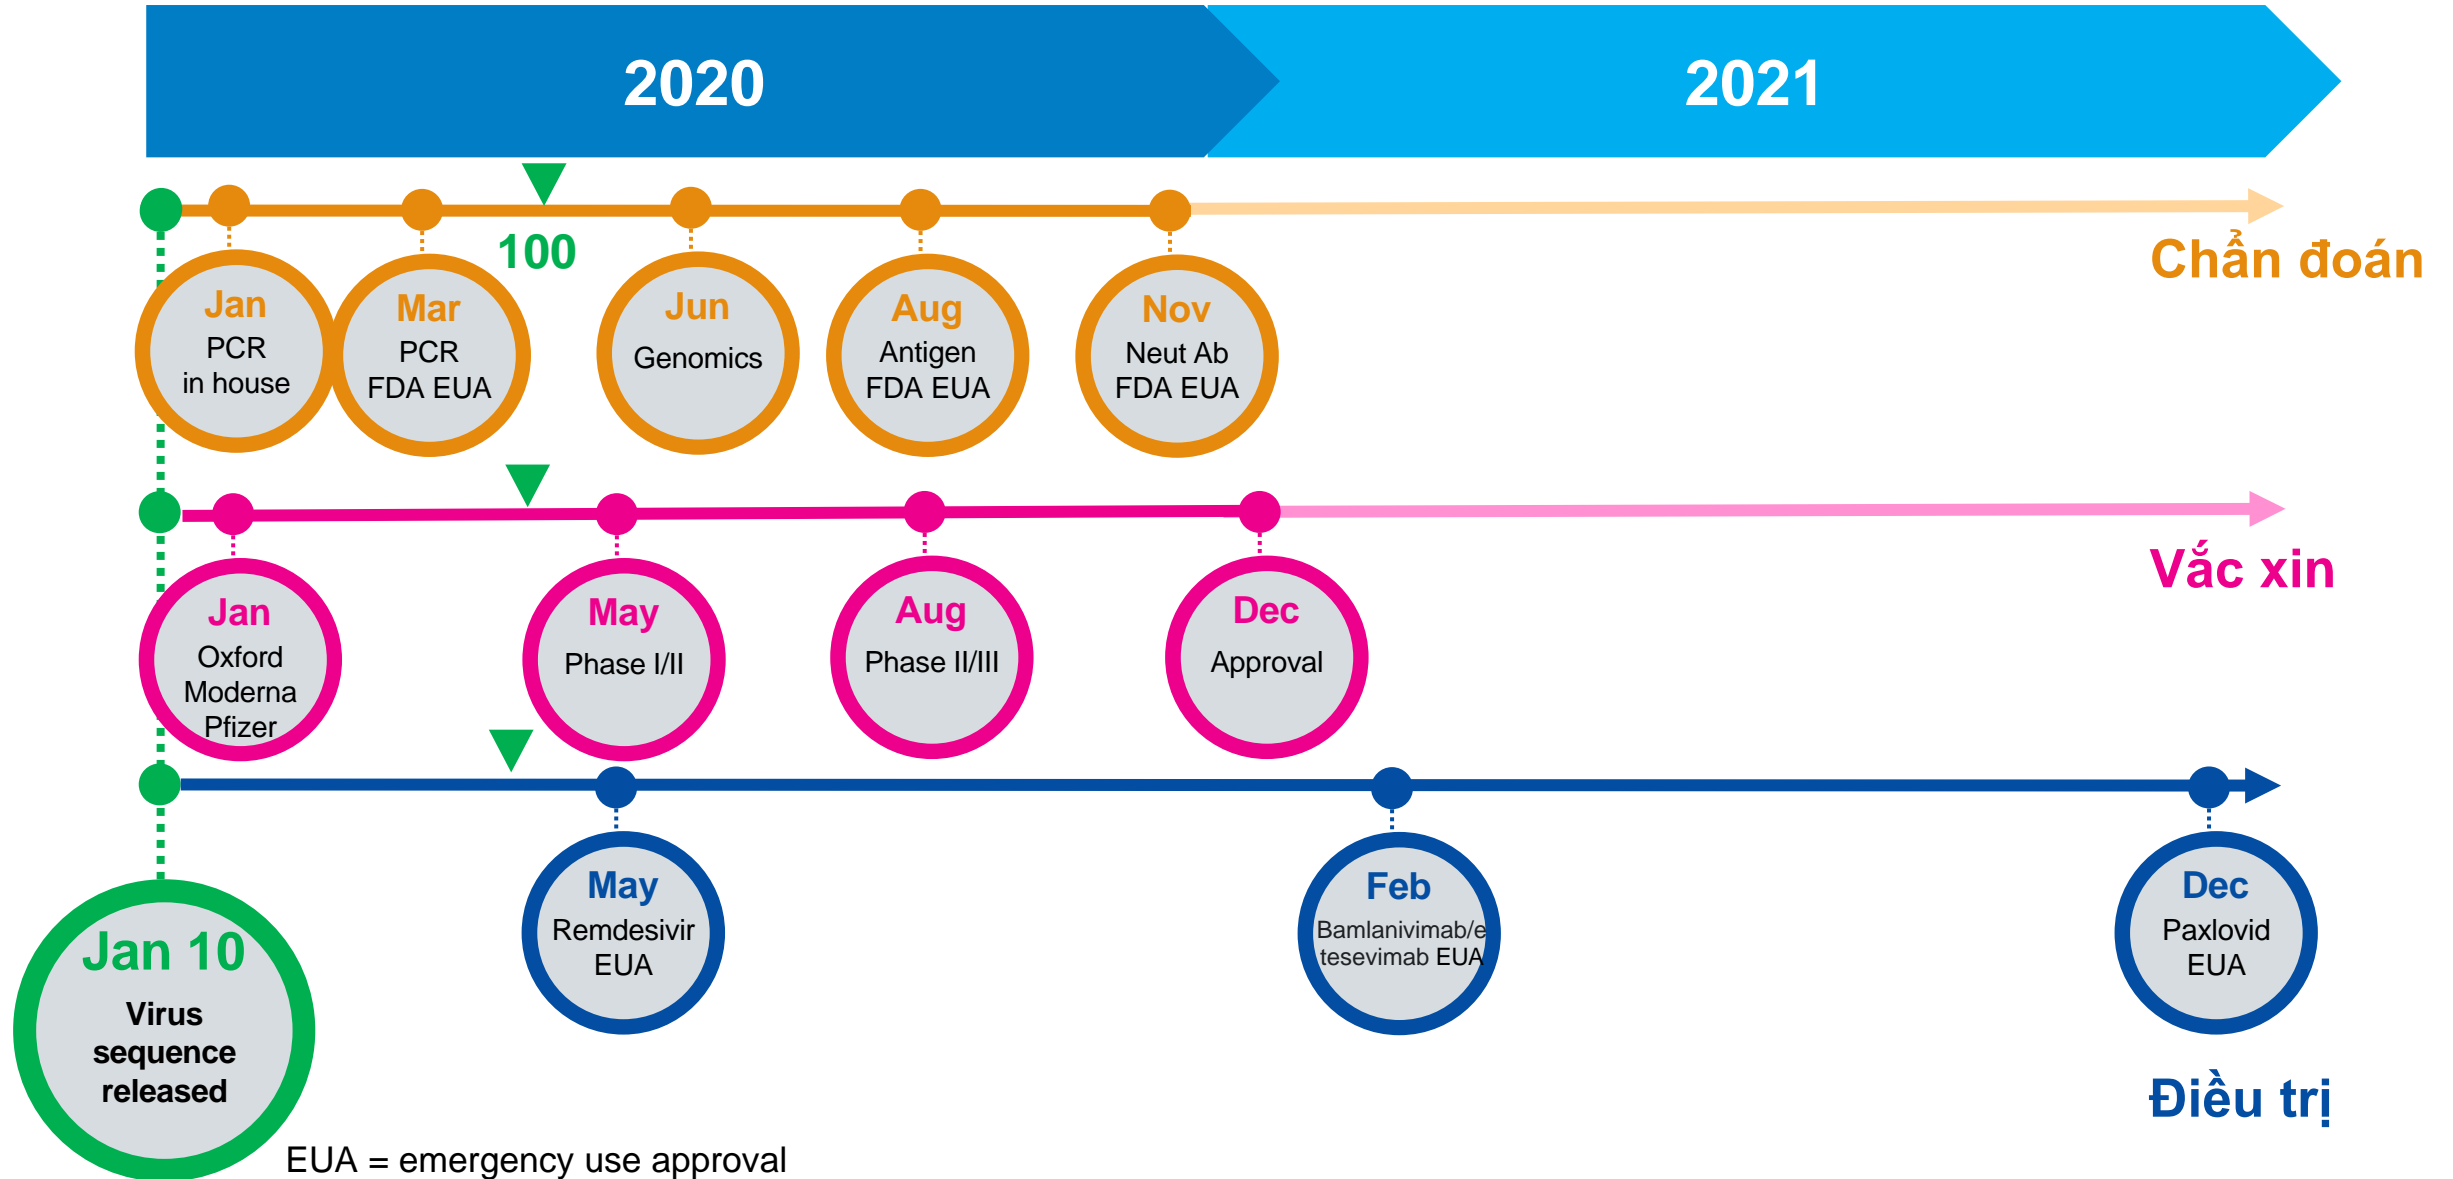 2020
2021
100
Chẩn đoán
Jan
PCR
in house
Mar
PCR
FDA EUA
Jun
Genomics
Aug
Antigen
FDA EUA
Nov
Neut Ab
FDA EUA
Vắc xin
Jan
Oxford
Moderna
Pfizer
May
Phase I/II
Aug
Phase II/III
Dec
Approval
May
Remdesivir
EUA
Feb
Bamlanivimab/e
tesevimab EUA
Dec
Paxlovid
EUA
Jan 10
Virus
sequence
released
Điều trị
EUA = emergency use approval